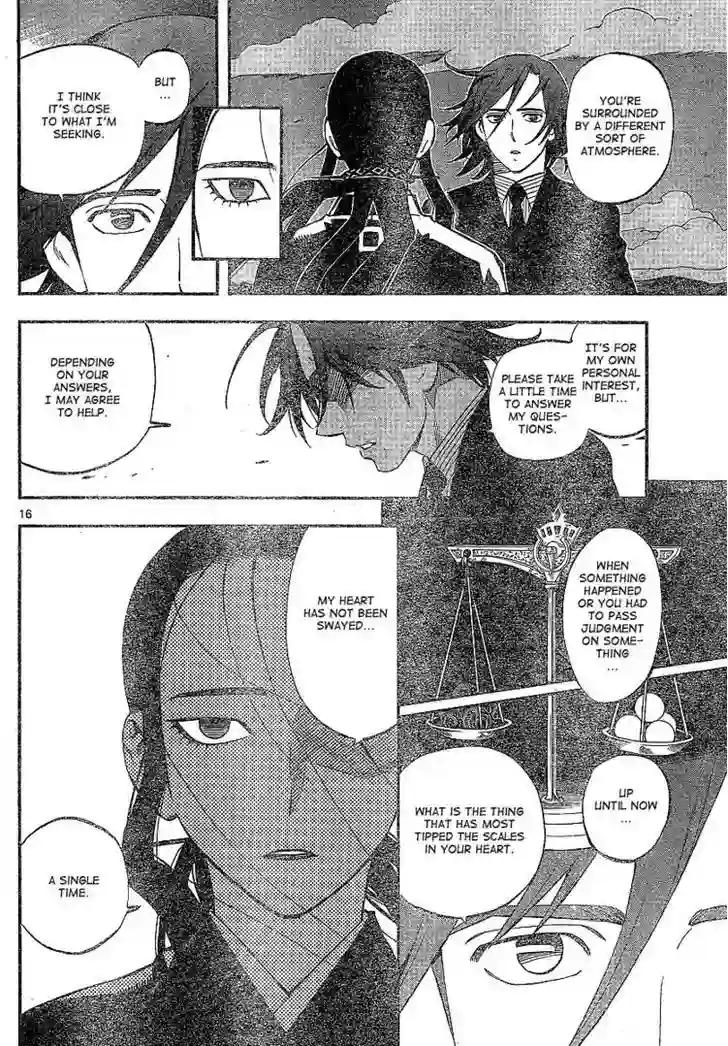 YOU'RE
SURROUNDED
BY A DIFFERENT
SORT OF
ATMOSPHERE.
BUT
...
I THINK
IT'S CLOSE
TO WHAT I'M
SEEKING.
IT'S FOR
MY OWN
PERSONAL
INTEREST,
BUT...
PLEASE TAKE
A LITTLE TIME
TO ANSWER
MY QUES-
TIONS.
DEPENDING
ON YOUR
ANSWERS,
I MAY AGREE
TO HELP.
16
WHEN
SOMETHING
HAPPENED
OR YOU HAD
TO PASS
JUDGMENT
ON SOME-
THING
...
UP
UNTIL NOW
...
WHAT IS THE THING
THAT HAS MOST
TIPPED THE SCALES
IN YOUR HEART.
MY HEART
HAS NOT BEEN
SWAYED...
A SINGLE
TIME.